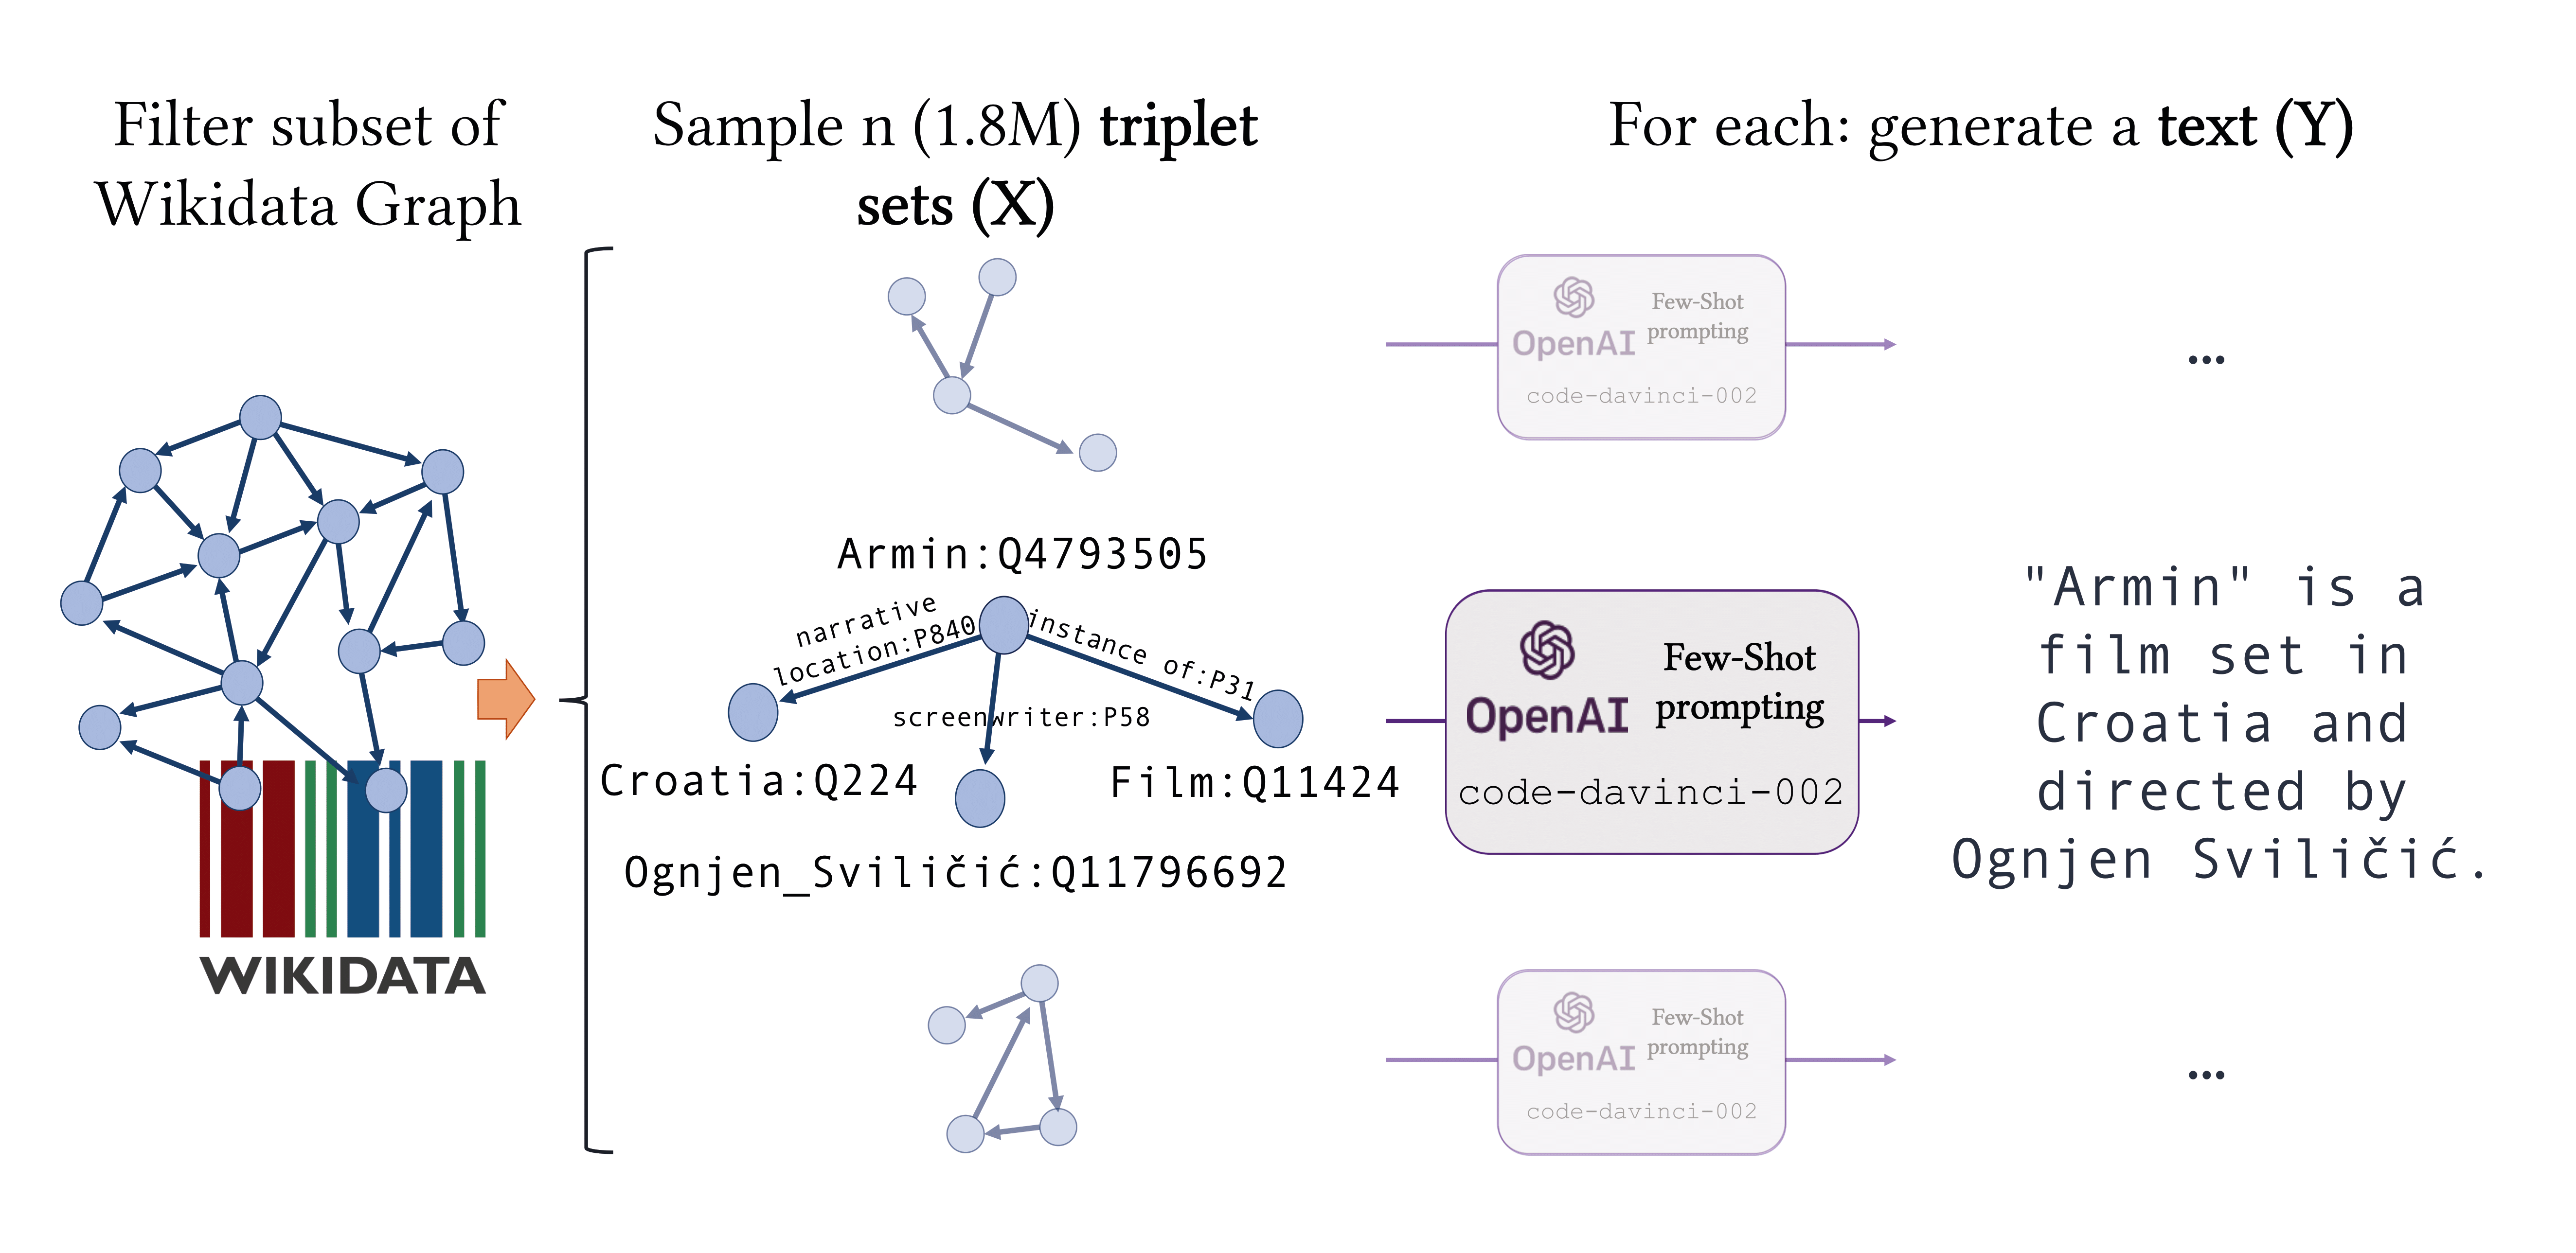 Filter subset of
Wikidata Graph
WIKIDATA
Sample n (1.8M) triplet
sets (X)
Armin:Q4793505
narrative
location:P840
instance of:P31
screenwriter:P58
Croatia:Q224
Film:Q11424
Ognjen_Sviličić:Q11796692
For each: generate a text (Y)
OpenAI
Few-Shot
prompting
code-davinci-002
...
OpenAI
Few-Shot
prompting
code-davinci-002
"Armin" is a
film set in
Croatia and
directed by
Ognjen Sviličić.
OpenAI
Few-Shot
prompting
code-davinci-002
...